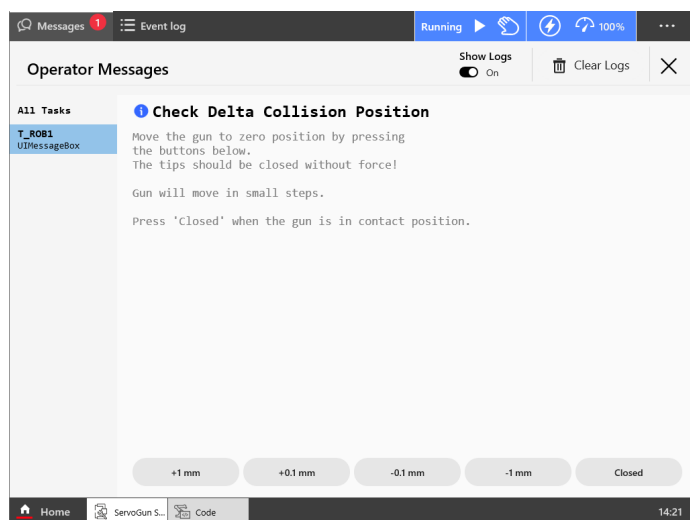 Messages 1 Event log Running 100% ...
Operator Messages Show Logs On Clear Logs
All Tasks
T_ROB1
UIMessageBox
Check Delta Collision Position
Move the gun to zero position by pressing
the buttons below.
The tips should be closed without force!
Gun will move in small steps.
Press 'Closed' when the gun is in contact position.
+1 mm +0.1 mm -0.1 mm -1 mm Closed
Home ServoGun S... Code 14:21